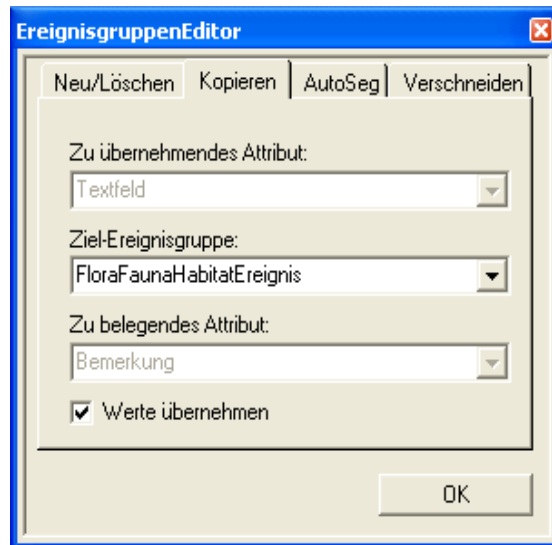 EreignisgruppenEditor
Neu/Löschen Kopieren AutoSeg Verschneiden
Zu übernehmendes Attribut:
Textfeld
Ziel-Ereignisgruppe:
FloraFaunaHabitatEreignis
Zu belegendes Attribut:
Bemerkung
Werte übernehmen
OK